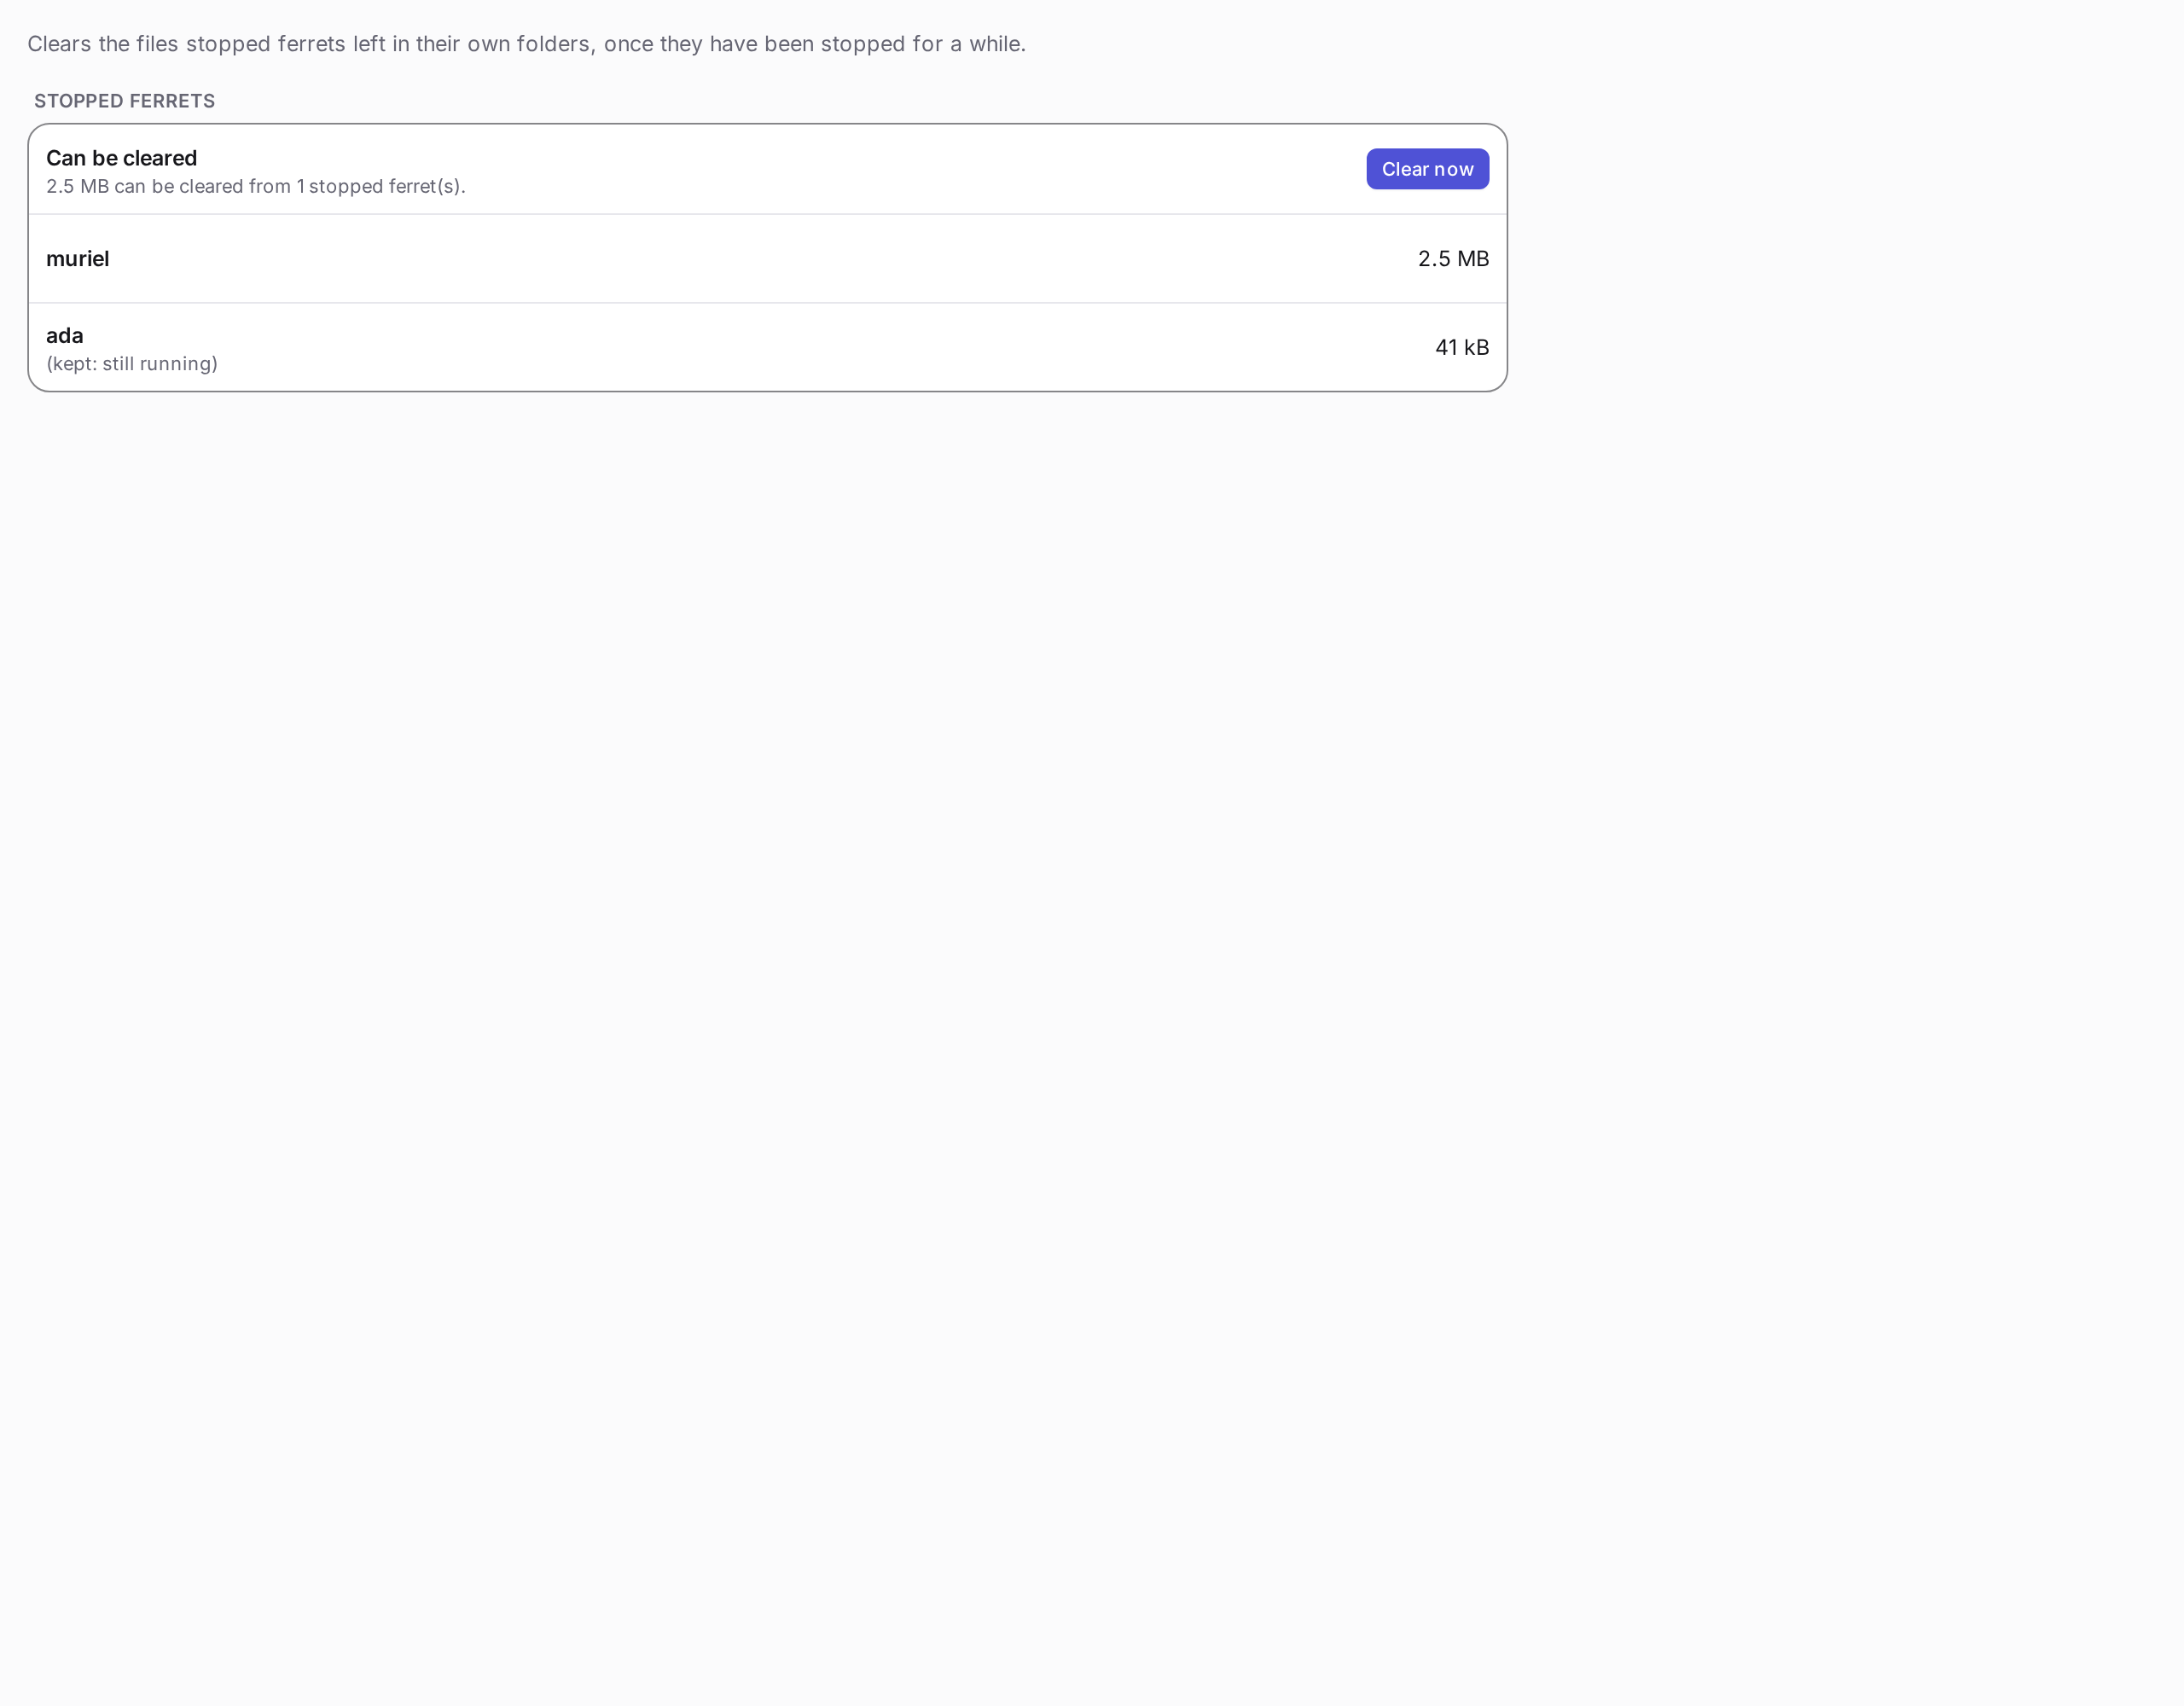 Clears the files stopped ferrets left in their own folders, once they have been stopped for a while.
STOPPED FERRETS
Can be cleared
2.5 MB can be cleared from 1 stopped ferret(s).
Clear now
muriel
2.5 MB
ada
(kept: still running)
41 kB